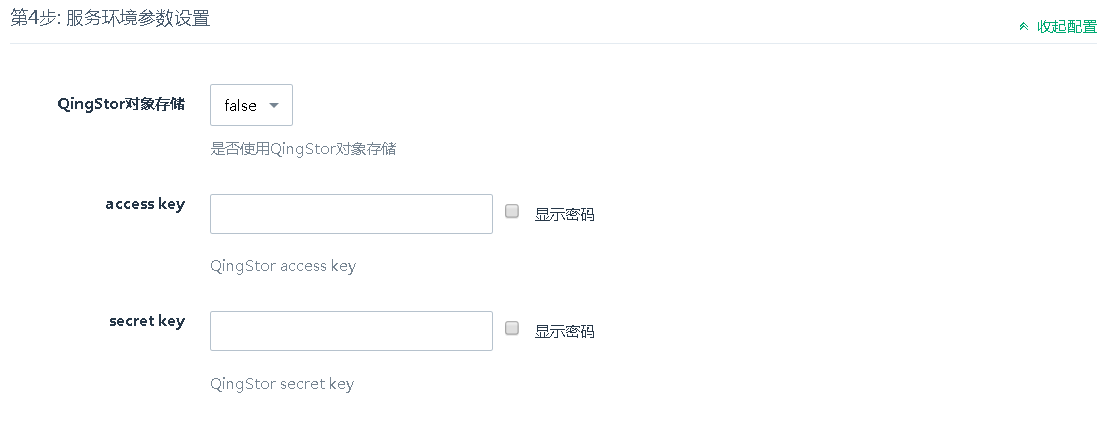 第4步: 服务环境参数设置
收起配置
QingStor对象存储
false
是否使用QingStor对象存储
access key
显示密码
QingStor access key
secret key
显示密码
QingStor secret key